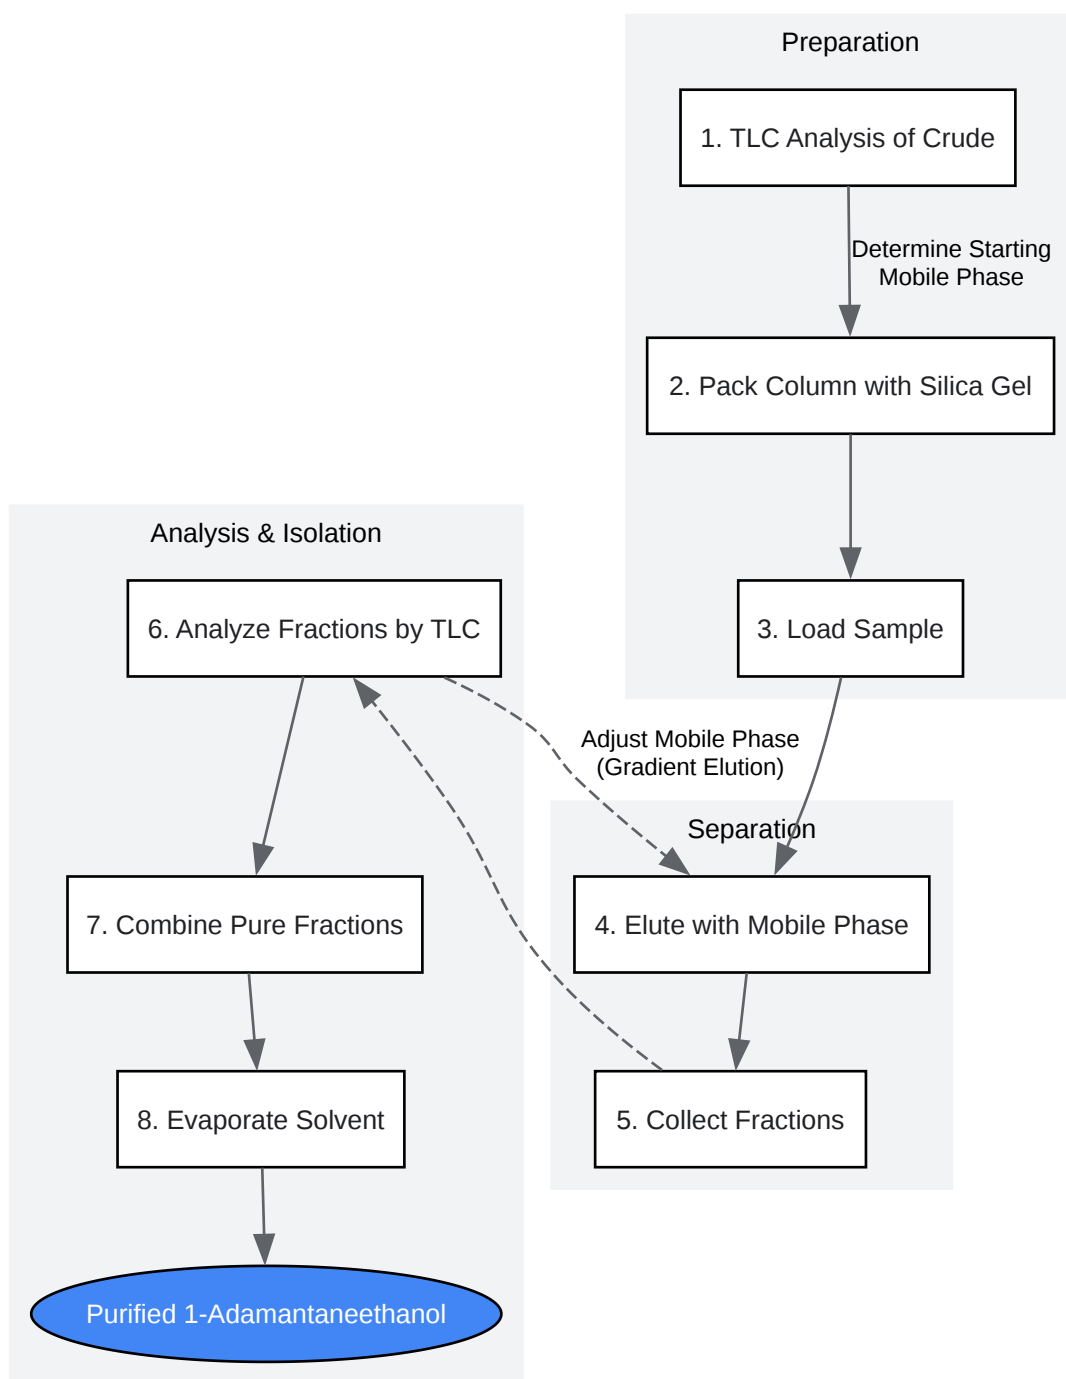 Preparation
1. TLC Analysis of Crude
Determine Starting
Mobile Phase
2. Pack Column with Silica Gel
3. Load Sample
Adjust Mobile Phase
(Gradient Elution)
Separation
4. Elute with Mobile Phase
5. Collect Fractions
Analysis & Isolation
6. Analyze Fractions by TLC
7. Combine Pure Fractions
8. Evaporate Solvent
Purified 1-Adamantaneethanol